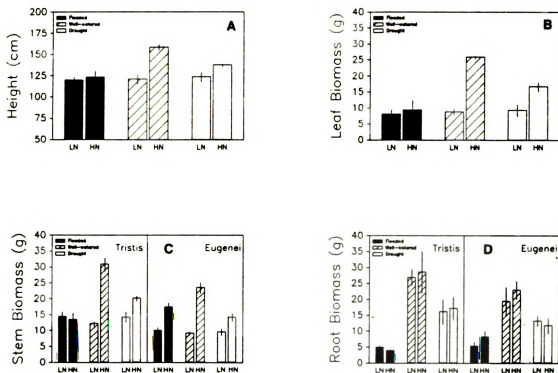 Height (cm)
200
175
150
125
100
75
50
Flooded
Well-watered
Drought
A
LN HN LN HN LN HN
Leaf Biomass (g)
40
35
30
25
20
15
10
5
0
Flooded
Well-watered
Drought
B
LN HN LN HN LN HN
Stem Biomass (g)
40
35
30
25
20
15
10
5
0
Flooded
Well-watered
Drought
Tristis
C
Eugenei
LN HN LN HN LN HN LN HN LN HN LN HN
Root Biomass (g)
40
35
30
25
20
15
10
5
0
Flooded
Well-watered
Drought
Tristis
D
Eugenei
LN HN LN HN LN HN LN HN LN HN LN HN